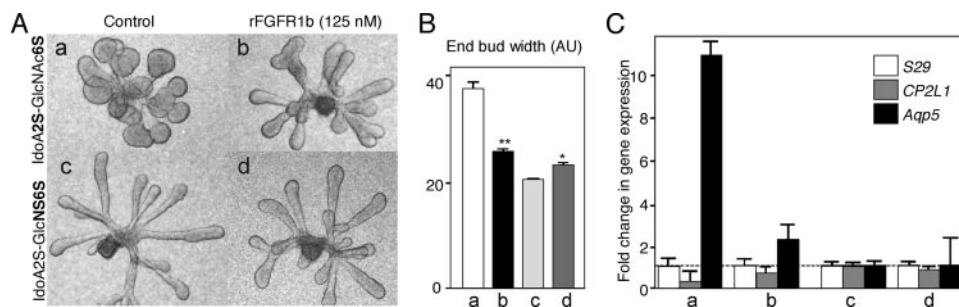 A
Control
rFGFR1b (125 nM)
IdoA2S-GlcNAc6S
a
b
IdoA2S-GlcNS6S
c
d
B
End bud width (AU)
40
20
0
**
*
a
b
c
d
C
Fold change in gene expression
10
8
6
4
2
1
0
S29
CP2L1
Aqp5
a
b
c
d